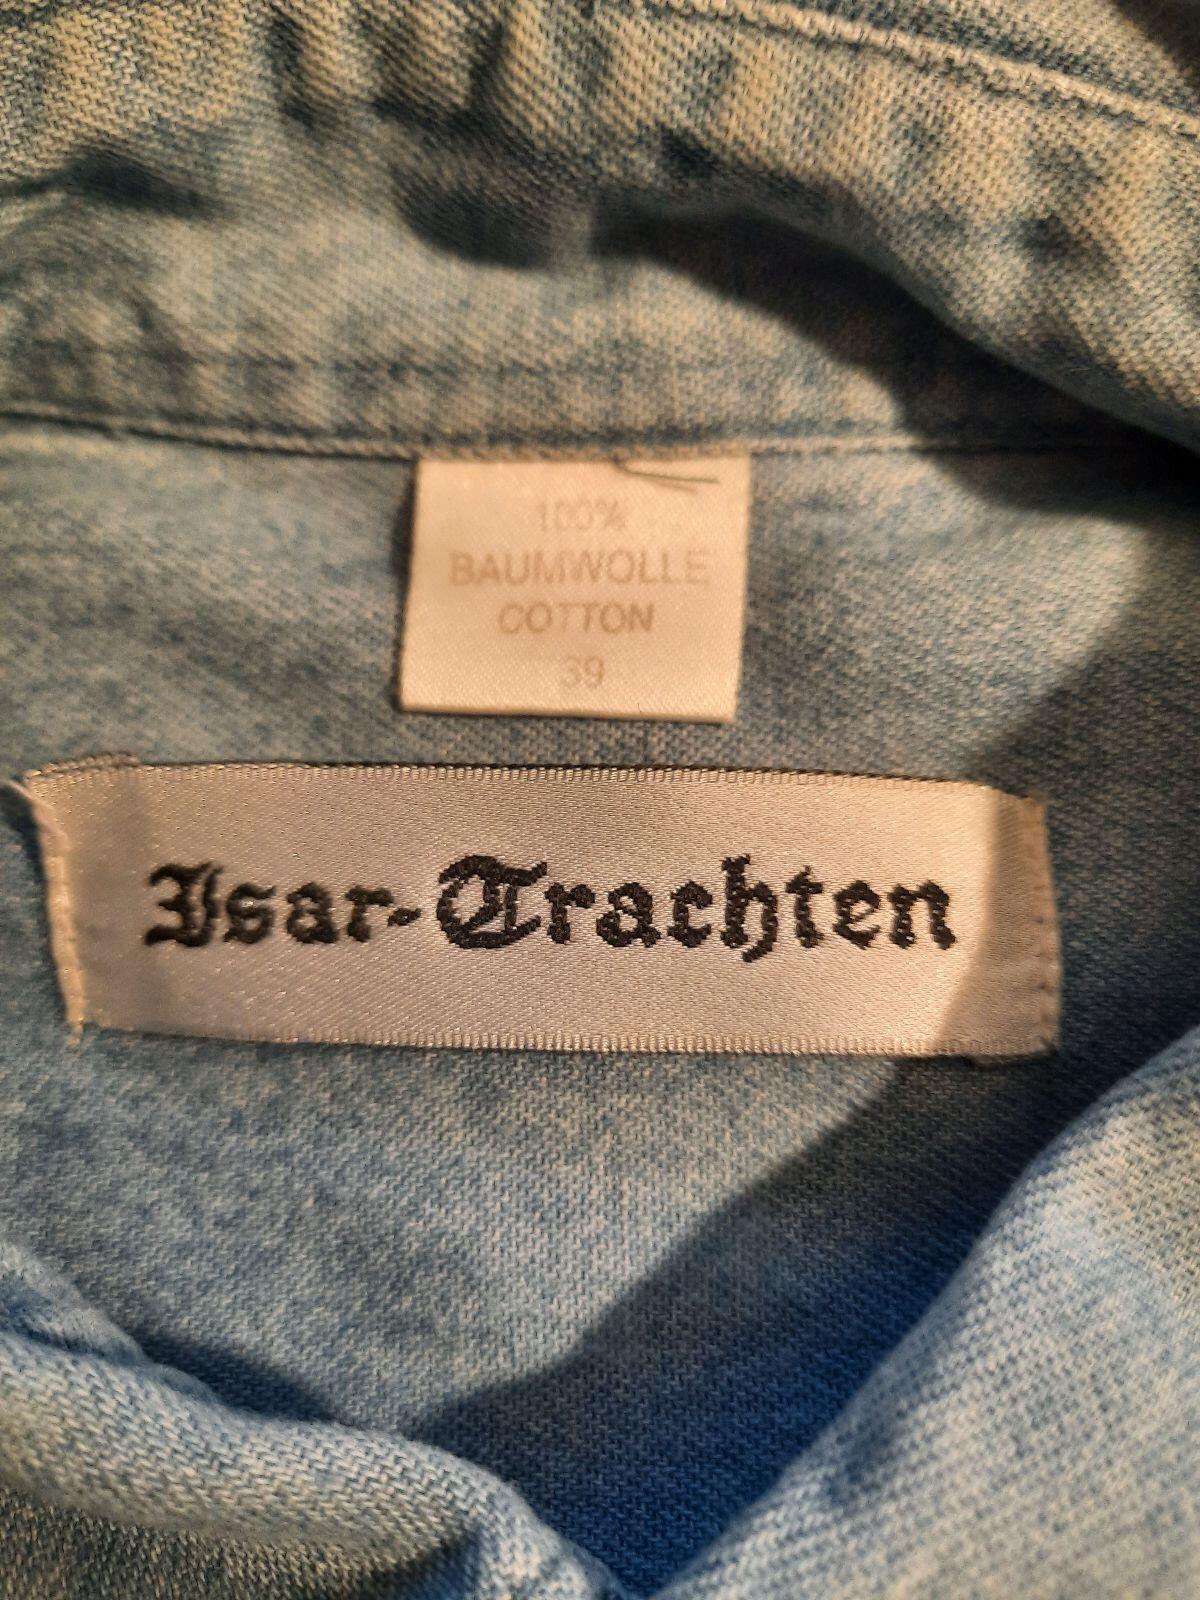 100%
BAUMWOLLE
COTTON
39
Isar-Trachten